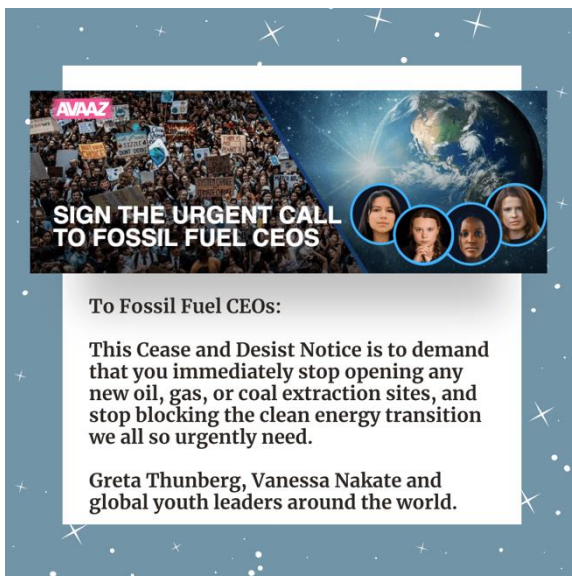 AVAAZ
SIGN THE URGENT CALL
TO FOSSIL FUEL CEOS
To Fossil Fuel CEOs:
This Cease and Desist Notice is to demand
that you immediately stop opening any
new oil, gas, or coal extraction sites, and
stop blocking the clean energy transition
we all so urgently need.
Greta Thunberg, Vanessa Nakate and
global youth leaders around the world.